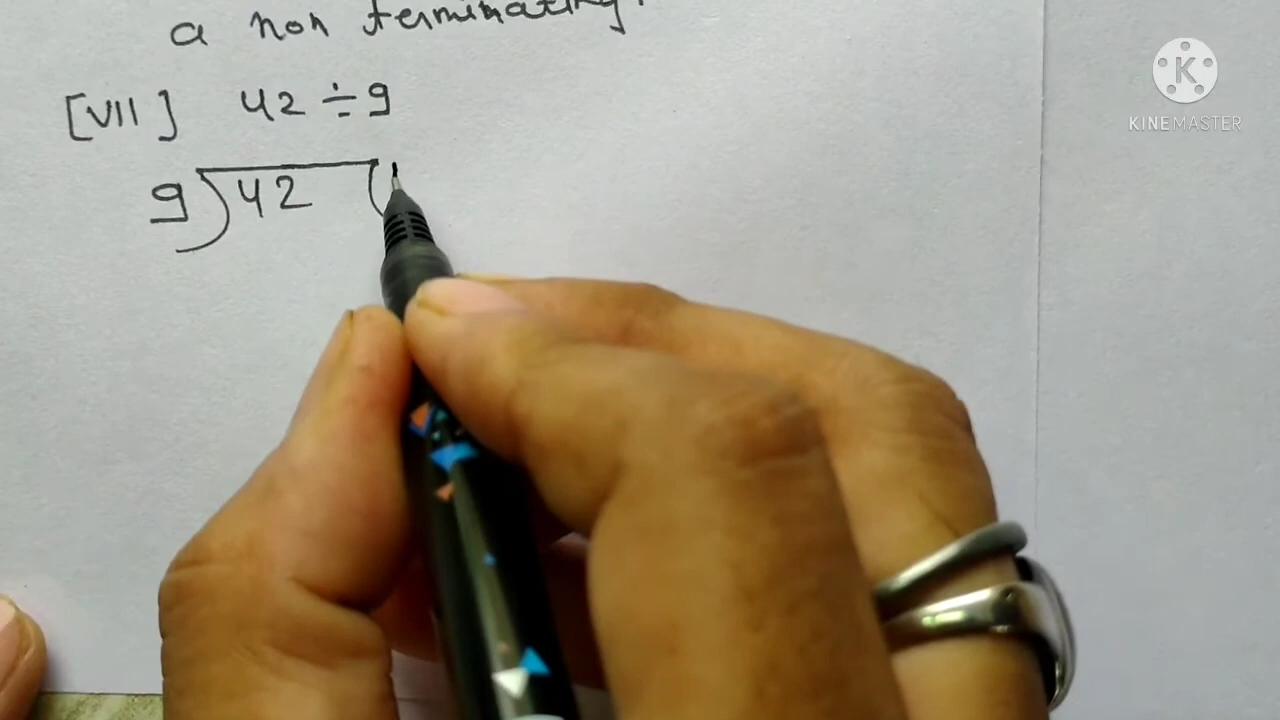 a non terminating.
[VII] 42 ÷ 9
9 ) 42 (
K
KINEMASTER